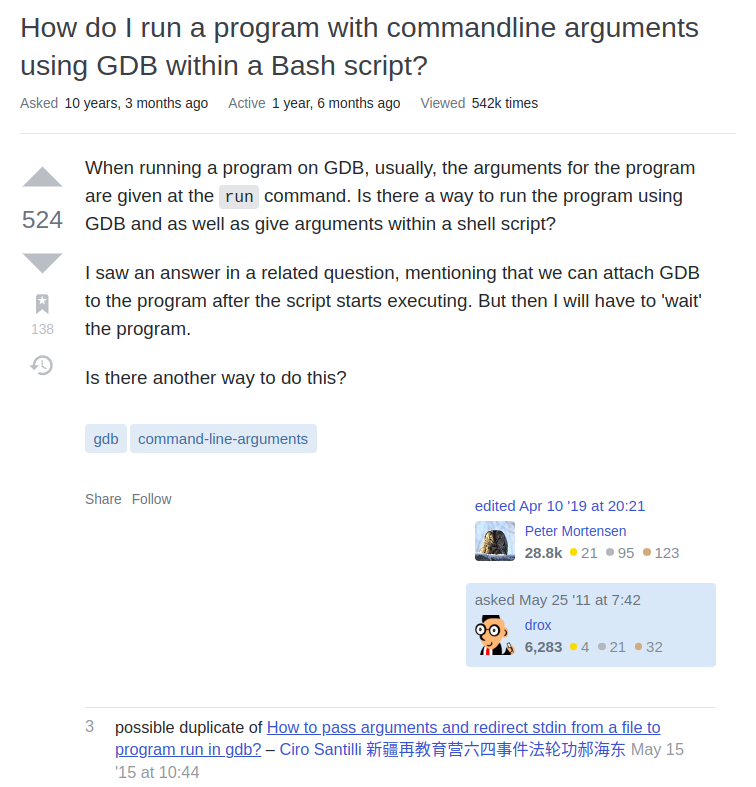 How do I run a program with commandline arguments
using GDB within a Bash script?
Asked 10 years, 3 months ago Active 1 year, 6 months ago Viewed 542k times
When running a program on GDB, usually, the arguments for the program
are given at the run command. Is there a way to run the program using
524
GDB and as well as give arguments within a shell script?
I saw an answer in a related question, mentioning that we can attach GDB
to the program after the script starts executing. But then I will have to 'wait'
138
the program.
Is there another way to do this?
gdb command-line-arguments
Share Follow
edited Apr 10 '19 at 20:21
Peter Mortensen
28.8k 21 95 123
asked May 25 '11 at 7:42
drox
6,283 4 21 32
3 possible duplicate of How to pass arguments and redirect stdin from a file to
program run in gdb? – Ciro Santilli 新疆再教育营六四事件法轮功郝海东 May 15
'15 at 10:44